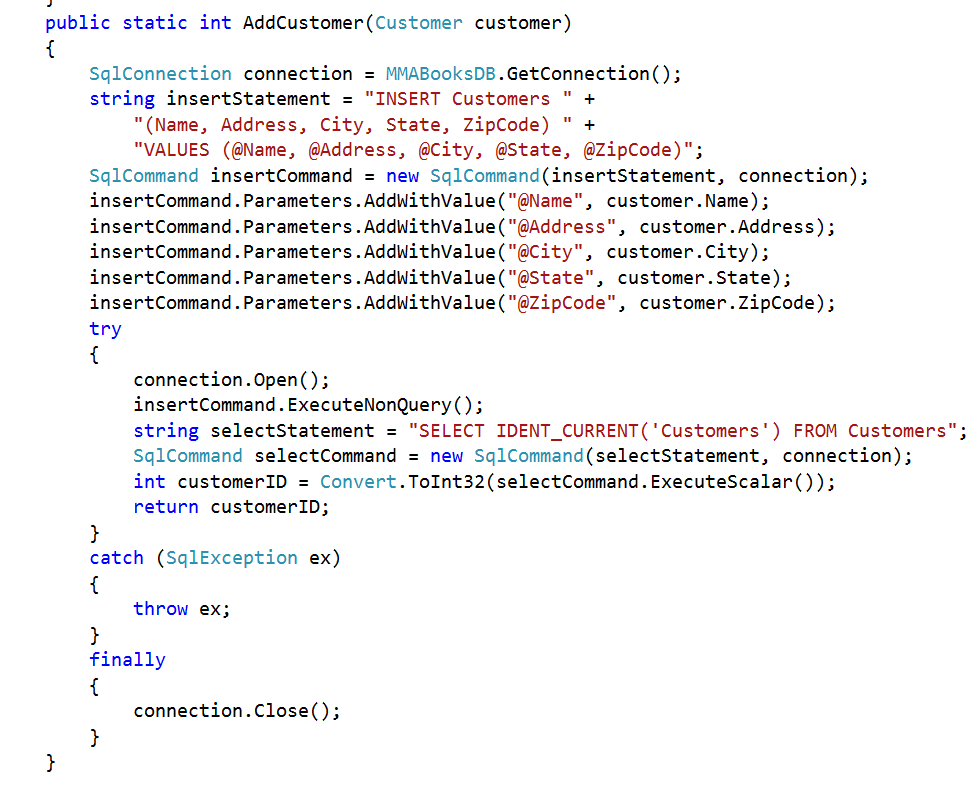 }
public static int AddCustomer(Customer customer)
{
    SqlConnection connection = MMABooksDB.GetConnection();
    string insertStatement = "INSERT Customers " +
        "(Name, Address, City, State, ZipCode) " +
        "VALUES (@Name, @Address, @City, @State, @ZipCode)";
    SqlCommand insertCommand = new SqlCommand(insertStatement, connection);
    insertCommand.Parameters.AddWithValue("@Name", customer.Name);
    insertCommand.Parameters.AddWithValue("@Address", customer.Address);
    insertCommand.Parameters.AddWithValue("@City", customer.City);
    insertCommand.Parameters.AddWithValue("@State", customer.State);
    insertCommand.Parameters.AddWithValue("@ZipCode", customer.ZipCode);
    try
    {
        connection.Open();
        insertCommand.ExecuteNonQuery();
        string selectStatement = "SELECT IDENT_CURRENT('Customers') FROM Customers";
        SqlCommand selectCommand = new SqlCommand(selectStatement, connection);
        int customerID = Convert.ToInt32(selectCommand.ExecuteScalar());
        return customerID;
    }
    catch (SqlException ex)
    {
        throw ex;
    }
    finally
    {
        connection.Close();
    }
}